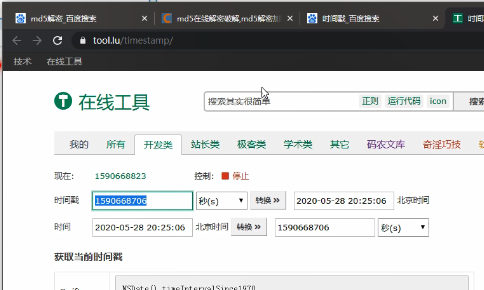 md5解密_百度搜索
md5在线解密破解,md5解密加
时间戳_百度搜索
时间
tool.lu/timestamp/
技术 在线工具
在线工具
搜索其实很简单 正则 运行代码 icon 搜索
我的 所有 开发类 站长类 极客类 学术类 其它 码农文库 奇淫巧技
现在: 1590668823 控制: 停止
时间戳 1590668706 秒(s) 转换 » 2020-05-28 20:25:06 北京时间
时间 2020-05-28 20:25:06 北京时间 转换 » 1590668706 秒(s)
获取当前时间戳
NSDate().timeIntervalSince1970